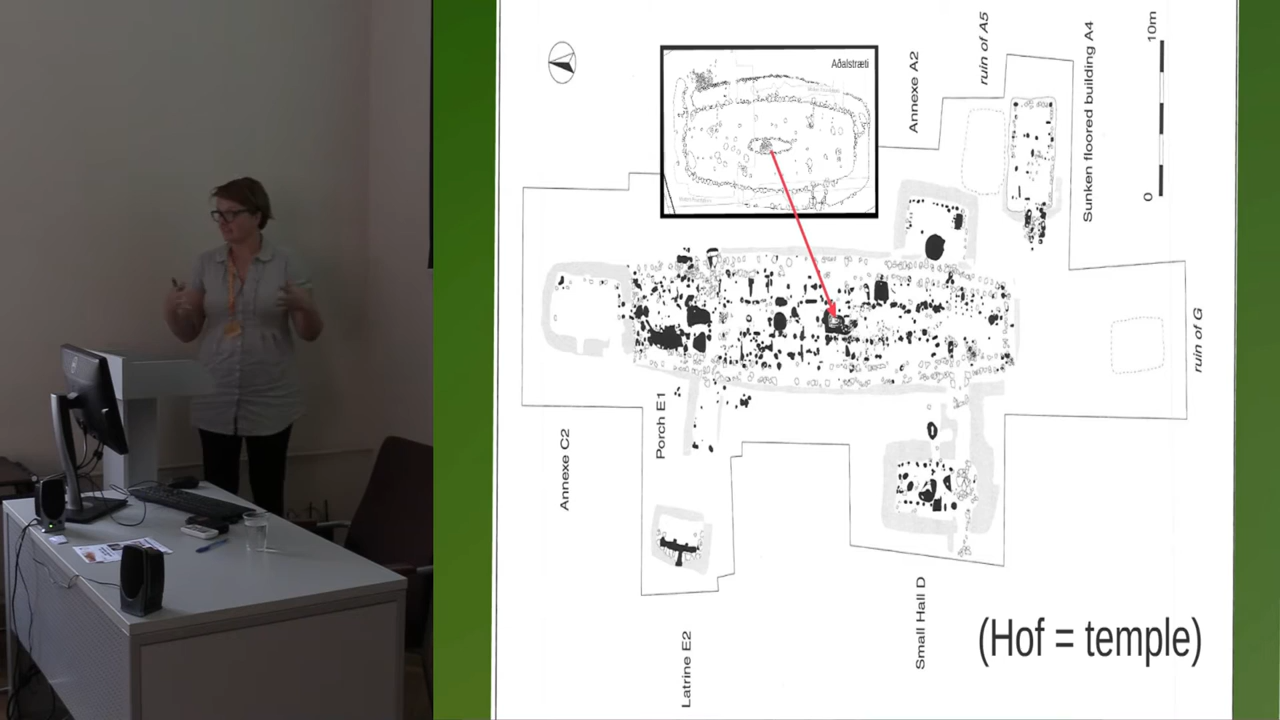 Aðalstræti
Annexe A2
ruin of A5
Sunken floored building A4
10m
0
ruin of G
Porch E1
Annexe C2
Latrine E2
Small Hall D
(Hof = temple)